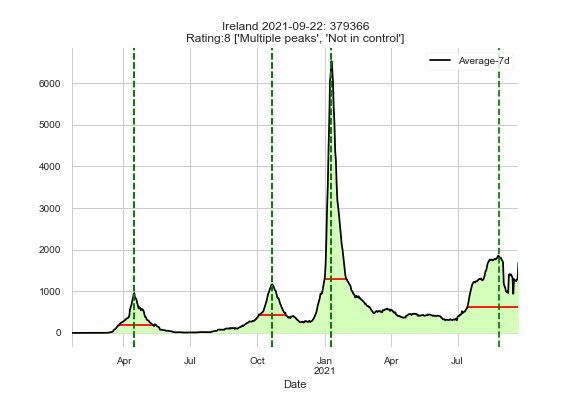 Ireland 2021-09-22: 379366
Rating:8 ['Multiple peaks', 'Not in control']
Average-7d
6000
5000
4000
3000
2000
1000
0
Apr
Jul
Oct
Jan
2021
Apr
Jul
Date